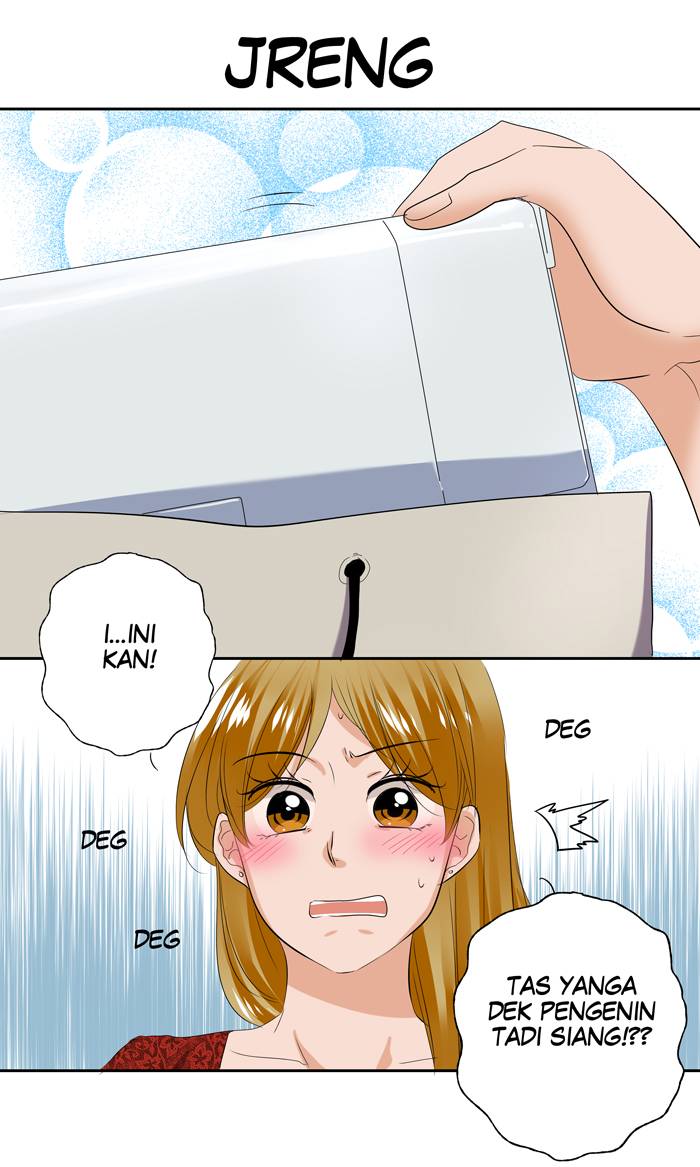 JRENG
I...INI
KAN!
DEG
DEG
DEG
TAS YANGA
DEK PENGENIN
TADI SIANG!??